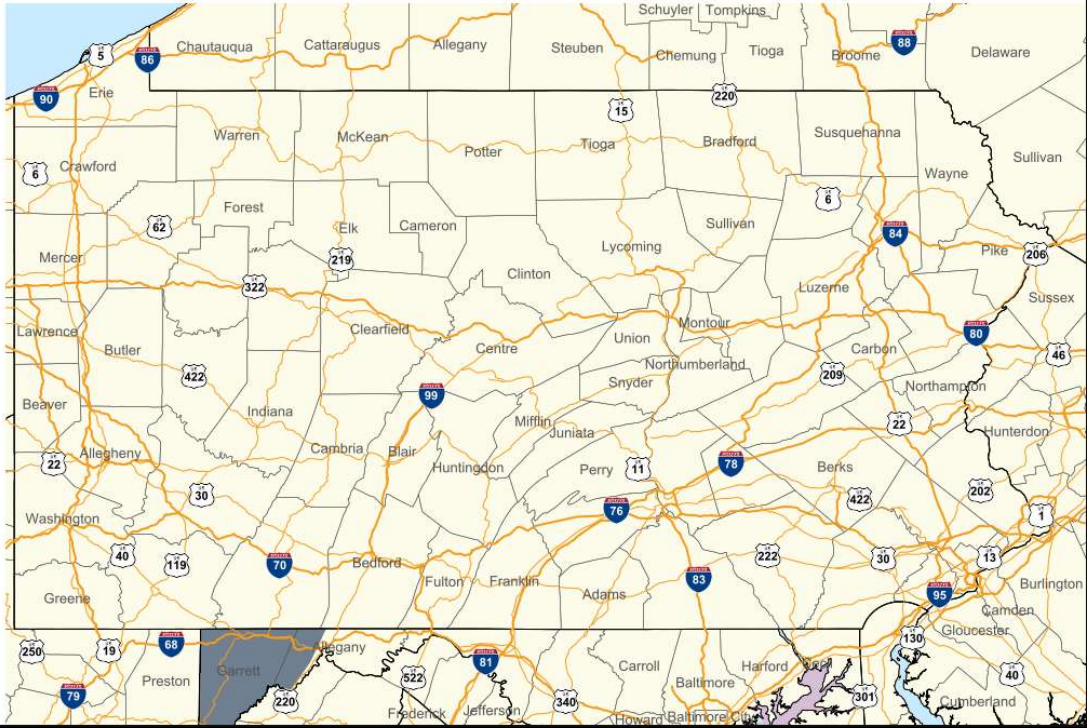 Schuyler Tompkins
5
86
Chautauqua
Cattaraugus
Allegany
Steuben
Chemung
Tioga
Broome
88
Delaware
90
Erie
15
220
Warren
McKean
Potter
Tioga
Bradford
Susquehanna
Sullivan
6
Crawford
Wayne
6
Forest
62
Elk
Cameron
Sullivan
84
Mercer
219
Lycoming
Pike
206
322
Clinton
Luzerne
Sussex
Lawrence
Butler
Clearfield
Centre
Union
Montour
80
Carbon
46
422
Northumberland
209
Snyder
Northampton
99
Beaver
Indiana
Mifflin
22
Hunterdon
Allegheny
22
Cambria
Blair
Juniata
Huntingdon
Perry
11
78
Berks
30
422
202
Washington
76
1
40
119
70
Bedford
Fulton
Franklin
Adams
83
222
30
13
Burlington
Greene
95
Camden
Gloucester
250
19
68
Allegany
130
Preston
Garrett
81
522
Carroll
Harford
79
220
Frederick
Jefferson
340
Baltimore
Howard
Baltimore City
301
40
Cumberland